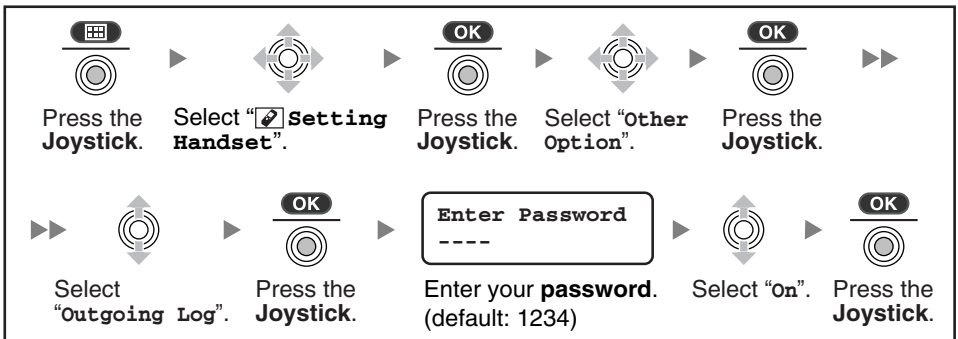 OK OK
Press the Select “Setting Press the Select “Other Press the
Joystick. Handset”. Joystick. Option”. Joystick.
OK Enter Password OK
----
Select Press the Enter your password. Select “On”. Press the
“Outgoing Log”. Joystick. (default: 1234) Joystick.